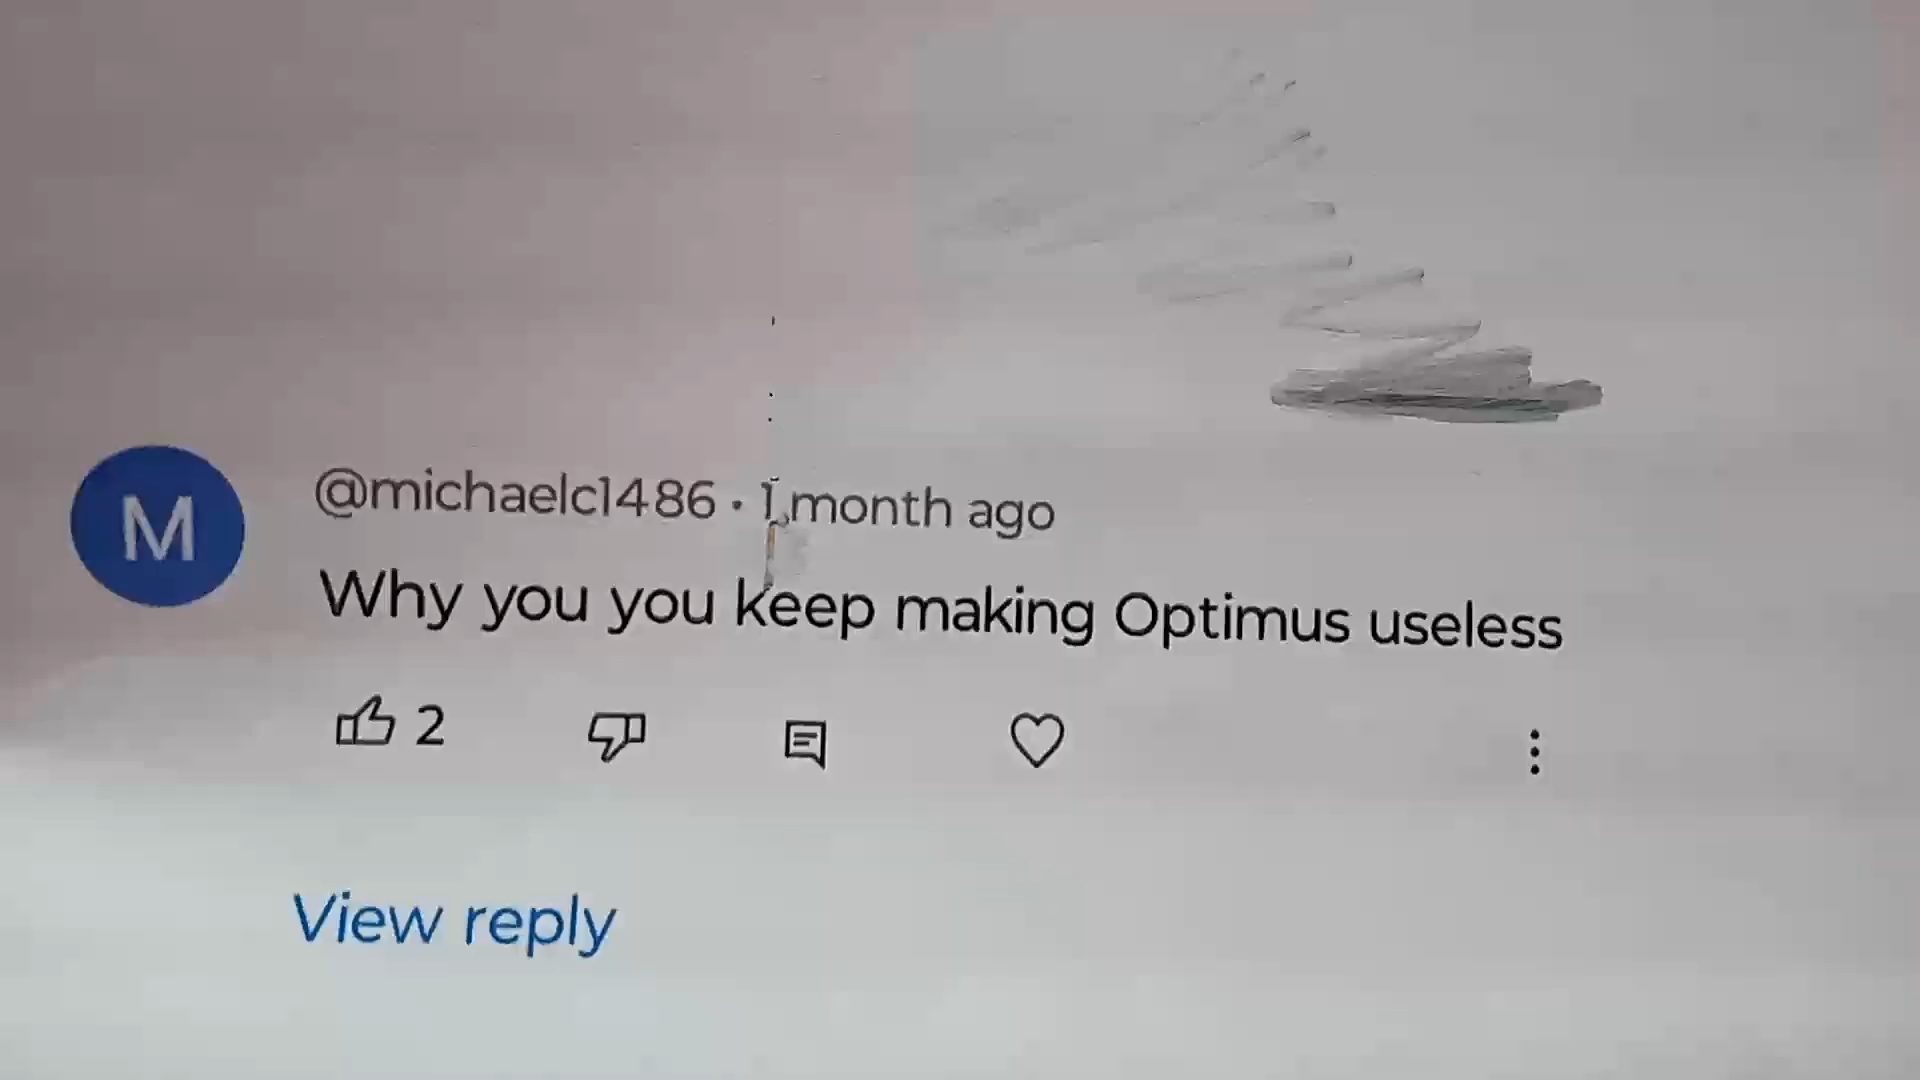 M
@michaelc1486 · 1 month ago
Why you you keep making Optimus useless
2
View reply